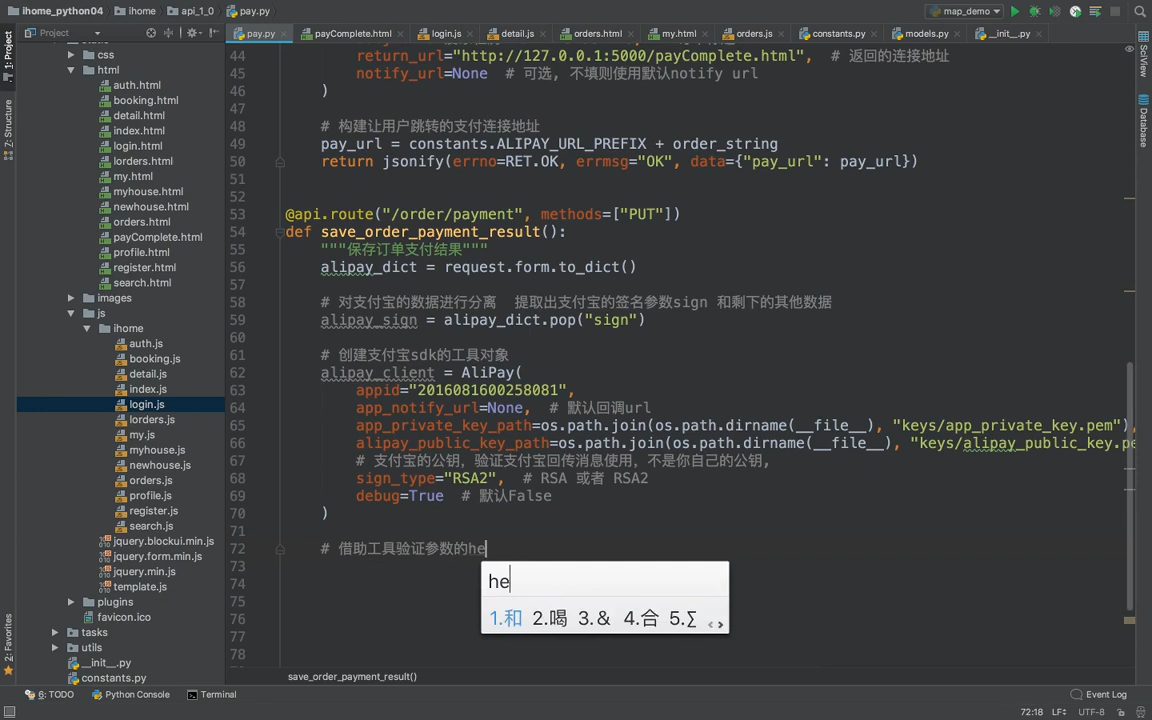 ihome_python04
ihome
api_1_0
pay.py
map_demo
Project
pay.py
payComplete.html
login.js
detail.js
orders.html
my.html
orders.js
constants.py
models.py
__init__.py
1: Project
7: Structure
2: Favorites
SciView
Database
css
html
auth.html
booking.html
detail.html
index.html
login.html
lorders.html
my.html
myhouse.html
newhouse.html
orders.html
payComplete.html
profile.html
register.html
search.html
images
js
ihome
auth.js
booking.js
detail.js
index.js
login.js
lorders.js
my.js
myhouse.js
newhouse.js
orders.js
profile.js
register.js
search.js
jquery.blockui.min.js
jquery.form.min.js
jquery.min.js
template.js
plugins
favicon.ico
tasks
utils
__init__.py
constants.py
44 return_url="http://127.0.0.1:5000/payComplete.html",  # 返回的连接地址
45 notify_url=None  # 可选, 不填则使用默认notify url
46 )
47
48 # 构建让用户跳转的支付连接地址
49 pay_url = constants.ALIPAY_URL_PREFIX + order_string
50 return jsonify(errno=RET.OK, errmsg="OK", data={"pay_url": pay_url})
51
52
53 @api.route("/order/payment", methods=["PUT"])
54 def save_order_payment_result():
55 """保存订单支付结果"""
56 alipay_dict = request.form.to_dict()
57
58 # 对支付宝的数据进行分离  提取出支付宝的签名参数sign 和剩下的其他数据
59 alipay_sign = alipay_dict.pop("sign")
60
61 # 创建支付宝sdk的工具对象
62 alipay_client = AliPay(
63 appid="2016081600258081",
64 app_notify_url=None,  # 默认回调url
65 app_private_key_path=os.path.join(os.path.dirname(__file__), "keys/app_private_key.pem"),
66 alipay_public_key_path=os.path.join(os.path.dirname(__file__), "keys/alipay_public_key.pe
67 # 支付宝的公钥，验证支付宝回传消息使用，不是你自己的公钥,
68 sign_type="RSA2",  # RSA 或者 RSA2
69 debug=True  # 默认False
70 )
71
72 # 借助工具验证参数的he
73
74
75
76
77
78
he
1.和 2.喝 3.& 4.合 5.∑
save_order_payment_result()
6: TODO
Python Console
Terminal
Event Log
72:18
LF
UTF-8